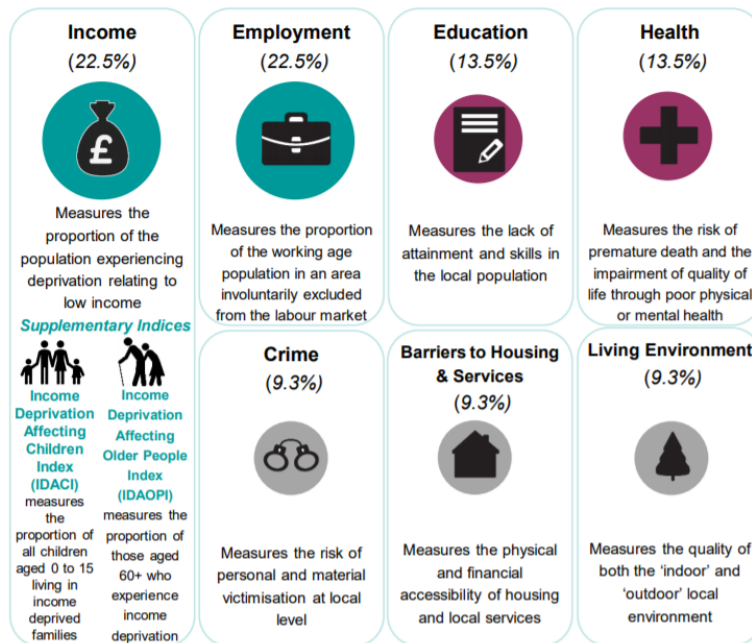 Income
(22.5%)
£
Measures the
proportion of the
population experiencing
deprivation relating to
low income
Supplementary Indices
Income
Deprivation
Affecting
Children
Index
(IDACI)
measures
the
proportion of
all children
aged 0 to 15
living in
income
deprived
families
Income
Deprivation
Affecting
Older People
Index
(IDAOPI)
measures the
proportion of
those aged
60+ who
experience
income
deprivation
Employment
(22.5%)
Measures the proportion
of the working age
population in an area
involuntarily excluded
from the labour market
Education
(13.5%)
Measures the lack of
attainment and skills in
the local population
Health
(13.5%)
Measures the risk of
premature death and the
impairment of quality of
life through poor physical
or mental health
Crime
(9.3%)
Measures the risk of
personal and material
victimisation at local
level
Barriers to Housing
& Services
(9.3%)
Measures the physical
and financial
accessibility of housing
and local services
Living Environment
(9.3%)
Measures the quality of
both the ‘indoor’ and
‘outdoor’ local
environment